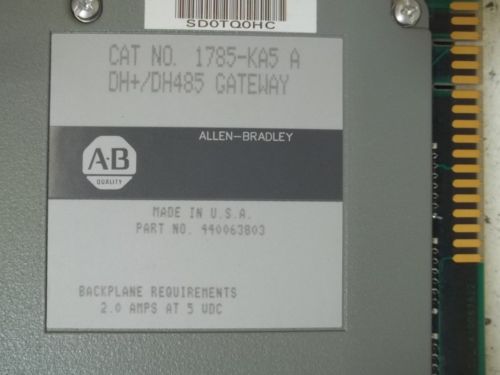 SD0TQ0HC
CAT NO. 1785-KA5 A
DH+/DH485 GATEWAY
ALLEN-BRADLEY
A-B
QUALITY
MADE IN U.S.A.
PART NO. 440063803
BACKPLANE REQUIREMENTS
2.0 AMPS AT 5 VDC